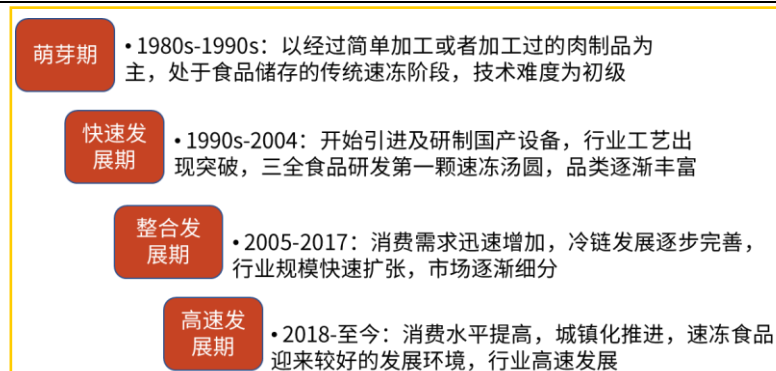 萌芽期
• 1980s-1990s：以经过简单加工或者加工过的肉制品为
主，处于食品储存的传统速冻阶段，技术难度为初级
快速发
展期
• 1990s-2004：开始引进及研制国产设备，行业工艺出
现突破，三全食品研发第一颗速冻汤圆，品类逐渐丰富
整合发
展期
• 2005-2017：消费需求迅速增加，冷链发展逐步完善，
行业规模快速扩张，市场逐渐细分
高速发
展期
• 2018-至今：消费水平提高，城镇化推进，速冻食品
迎来较好的发展环境，行业高速发展